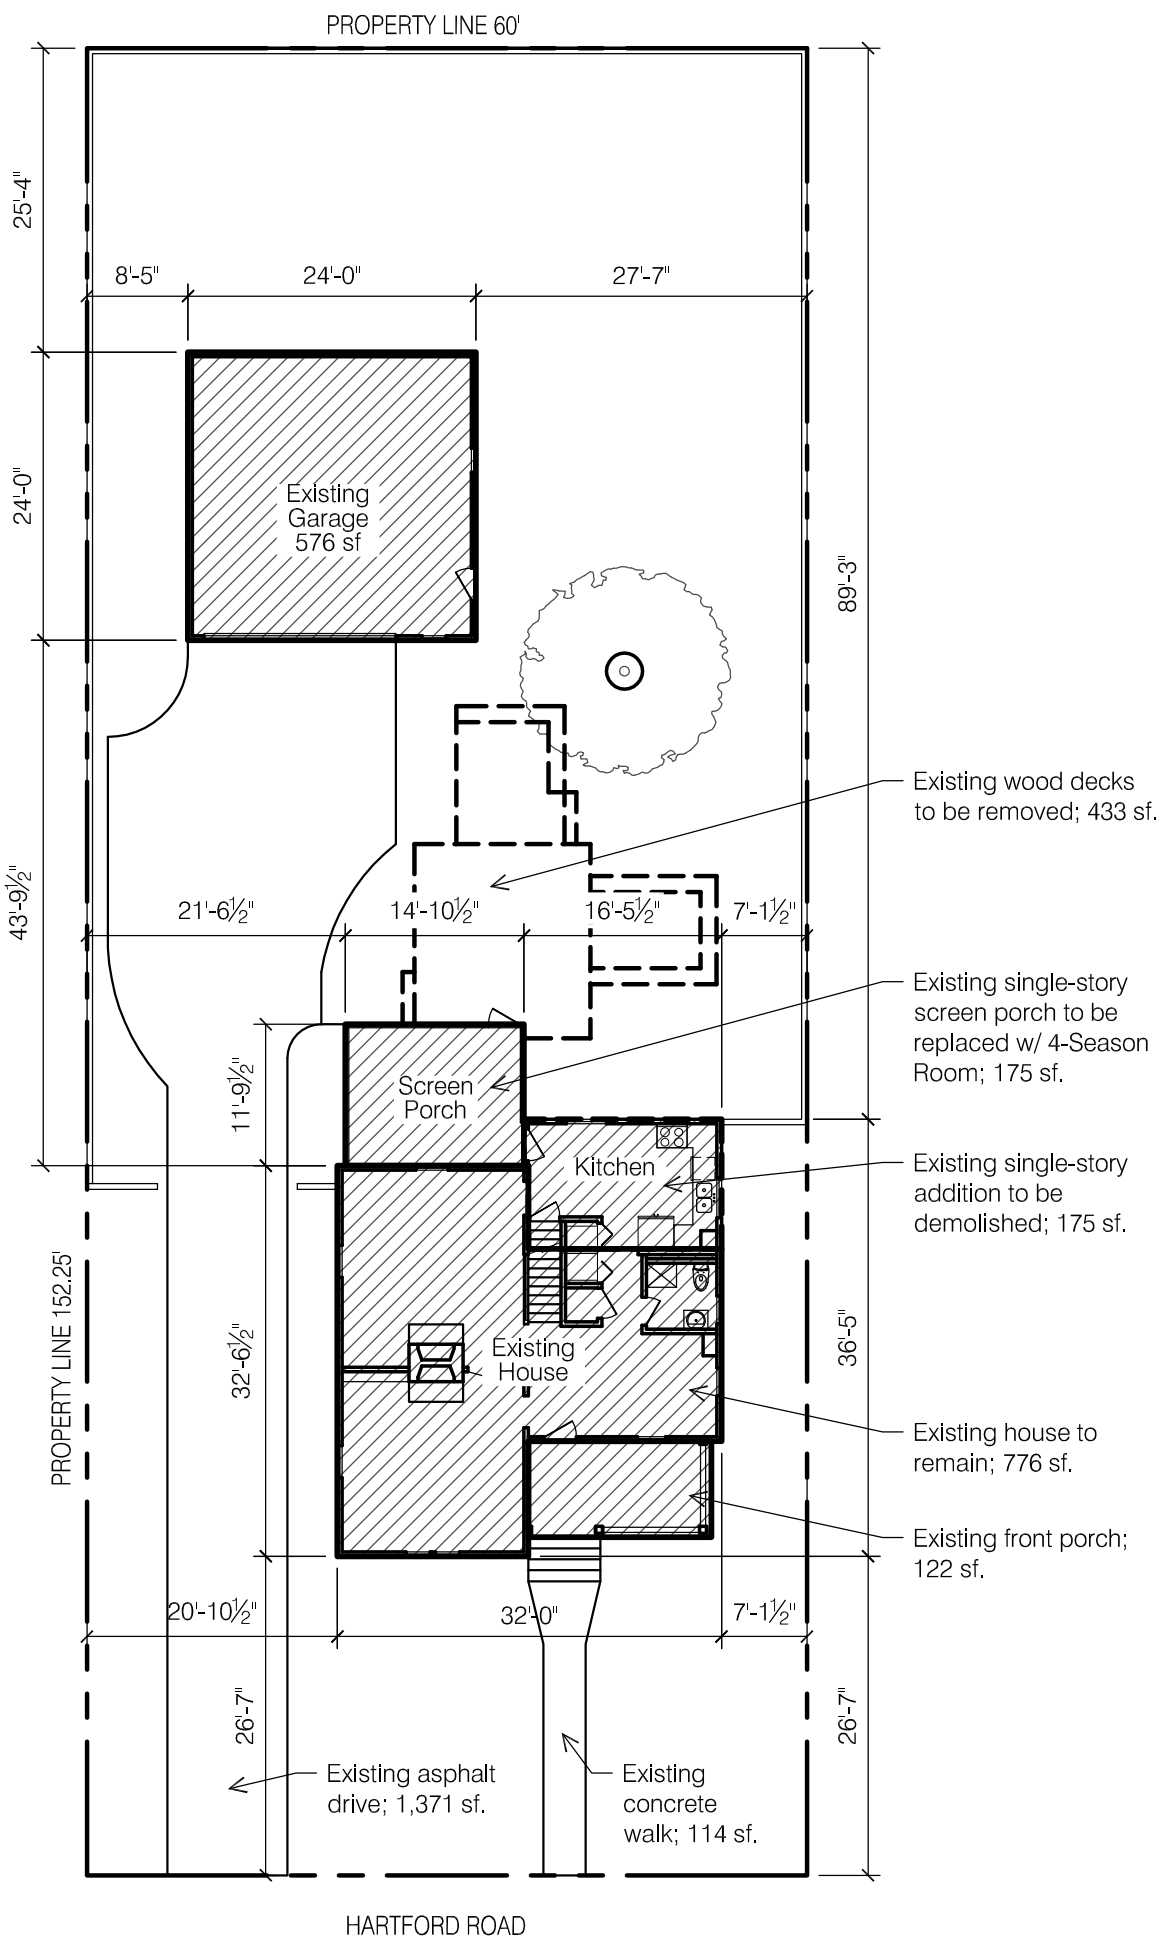 PROPERTY LINE 60'
25'-4"
8'-5"
24'-0"
27'-7"
24'-0"
Existing
Garage
576 sf
89'-3"
Existing wood decks
to be removed; 433 sf.
43'-9½"
21'-6½"
14'-10½"
16'-5½"
7'-1½"
Existing single-story
screen porch to be
replaced w/ 4-Season
Room; 175 sf.
11'-9½"
Screen
Porch
Kitchen
Existing single-story
addition to be
demolished; 175 sf.
PROPERTY LINE 152.25'
32'-6½"
Existing
House
36'-5"
Existing house to
remain; 776 sf.
Existing front porch;
122 sf.
20'-10½"
32'-0"
7'-1½"
26'-7"
26'-7"
Existing asphalt
drive; 1,371 sf.
Existing
concrete
walk; 114 sf.
HARTFORD ROAD